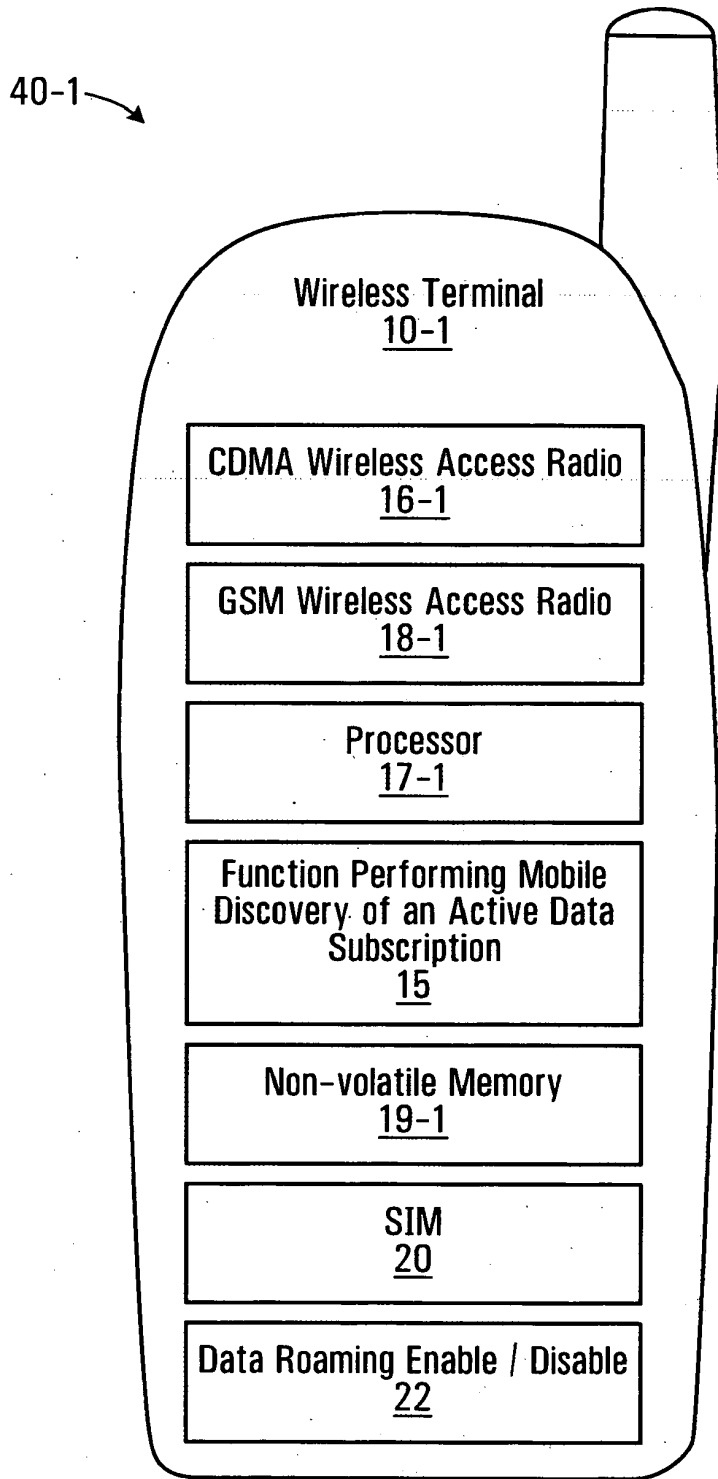 40-1
Wireless Terminal
10-1
CDMA Wireless Access Radio
16-1
GSM Wireless Access Radio
18-1
Processor
17-1
Function Performing Mobile
Discovery of an Active Data
Subscription
15
Non-volatile Memory
19-1
SIM
20
Data Roaming Enable / Disable
22